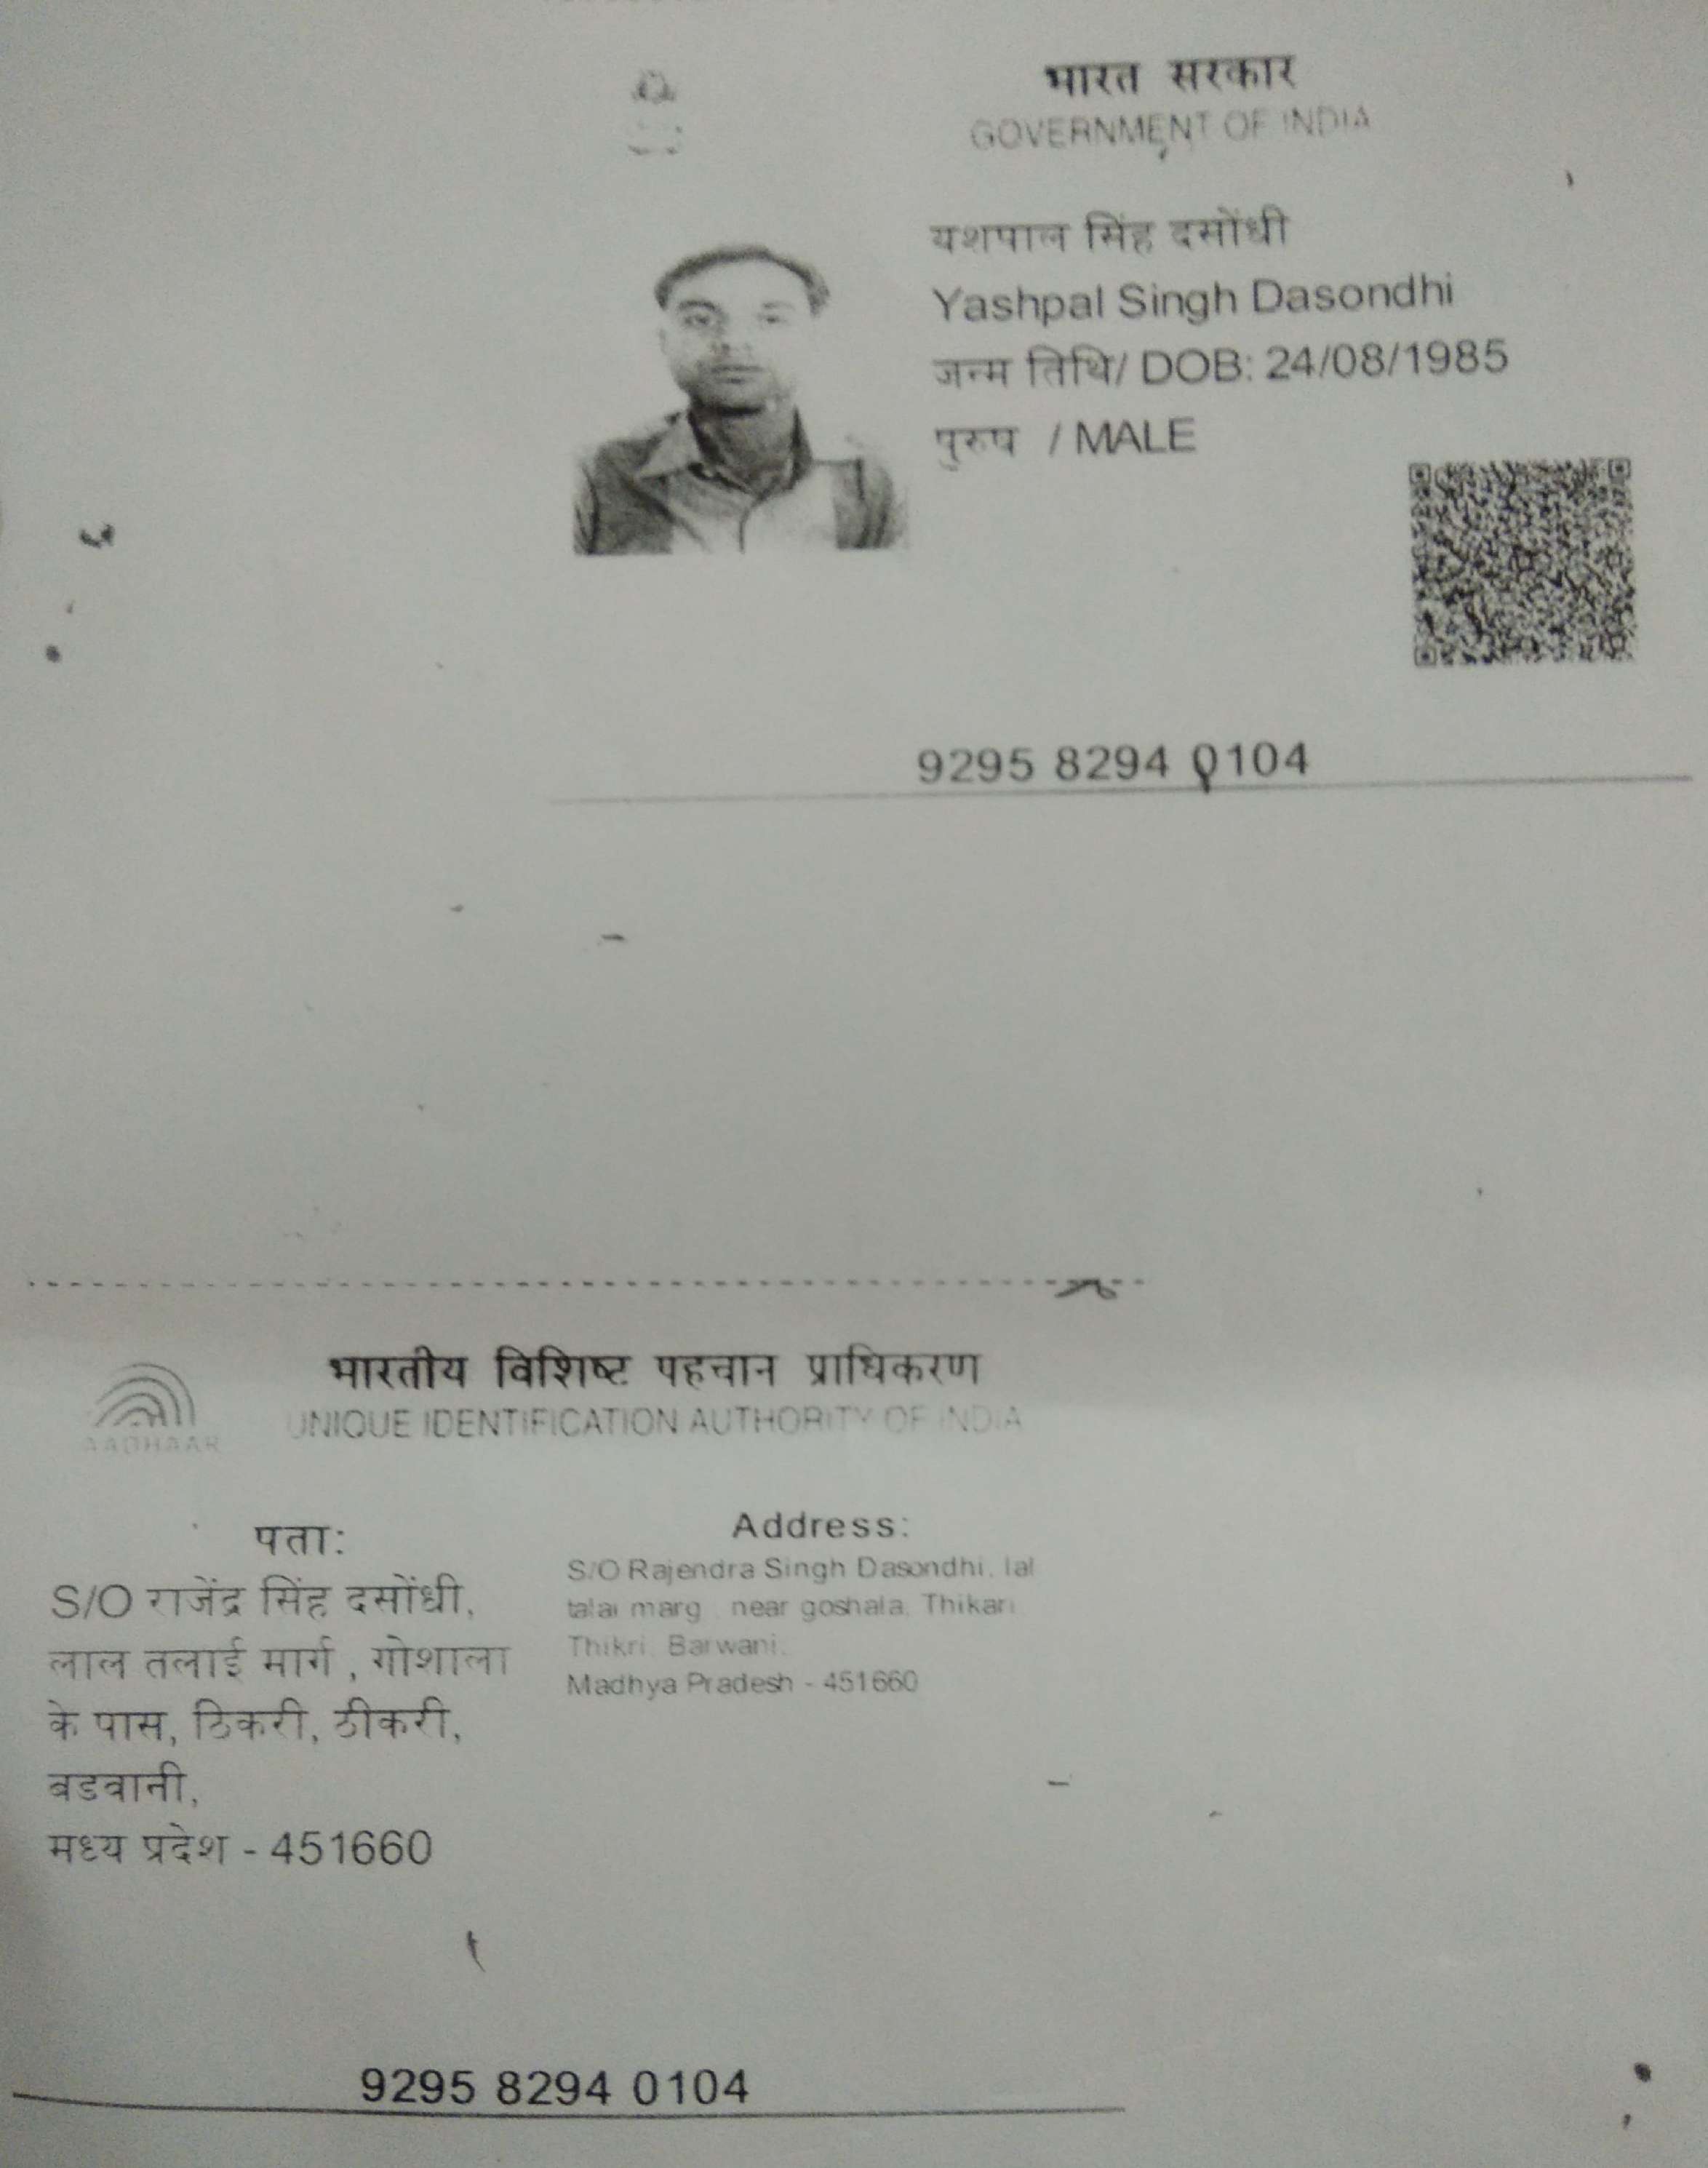 भारत सरकार
GOVERNMENT OF INDIA
यशपाल सिंह दसोंधी
Yashpal Singh Dasondhi
जन्म तिथि/ DOB: 24/08/1985
पुरुष / MALE
9295 8294 0104
भारतीय विशिष्ट पहचान प्राधिकरण
UNIQUE IDENTIFICATION AUTHORITY OF INDIA
AADHAAR
पता:
S/O राजेंद्र सिंह दसोंधी,
लाल तलाई मार्ग , गोशाला
के पास, ठिकरी, ठीकरी,
बडवानी,
मध्य प्रदेश - 451660
Address:
S/O Rajendra Singh Dasondhi, lal
talai marg , near goshala, Thikari,
Thikri, Barwani,
Madhya Pradesh - 451660
9295 8294 0104